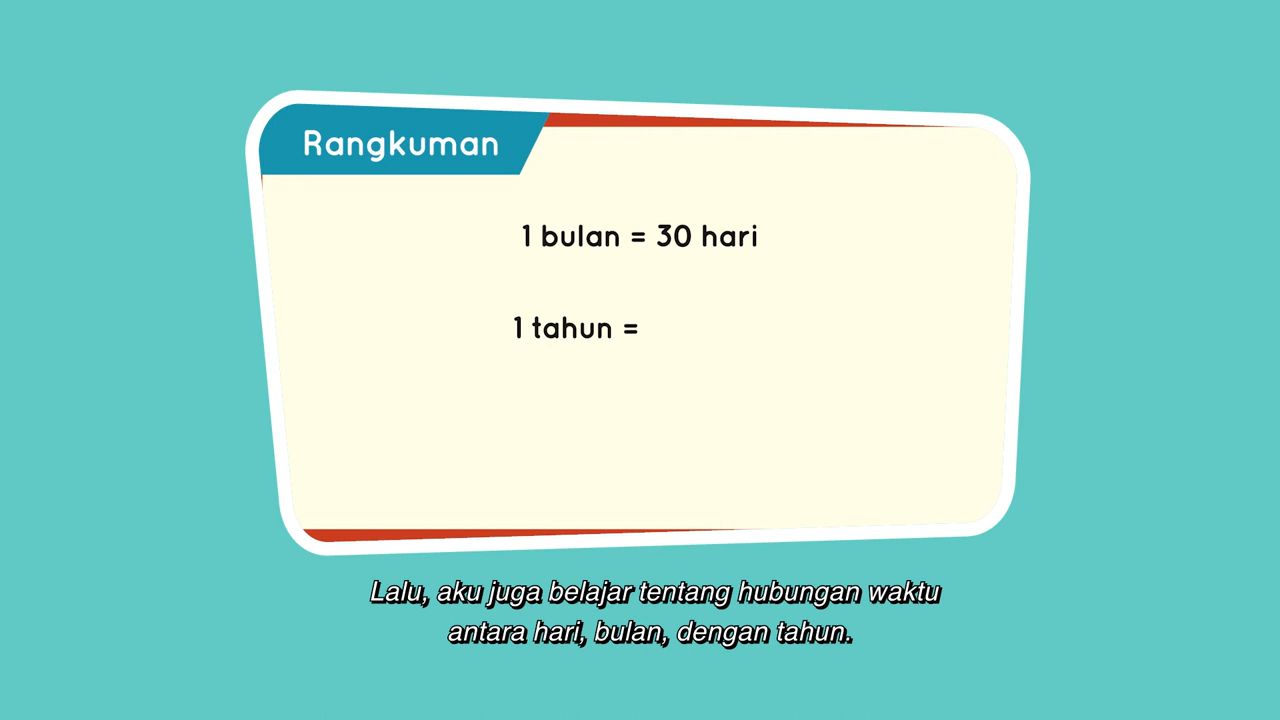 Rangkuman
1 bulan = 30 hari
1 tahun =
Lalu, aku juga belajar tentang hubungan waktu
antara hari, bulan, dengan tahun.